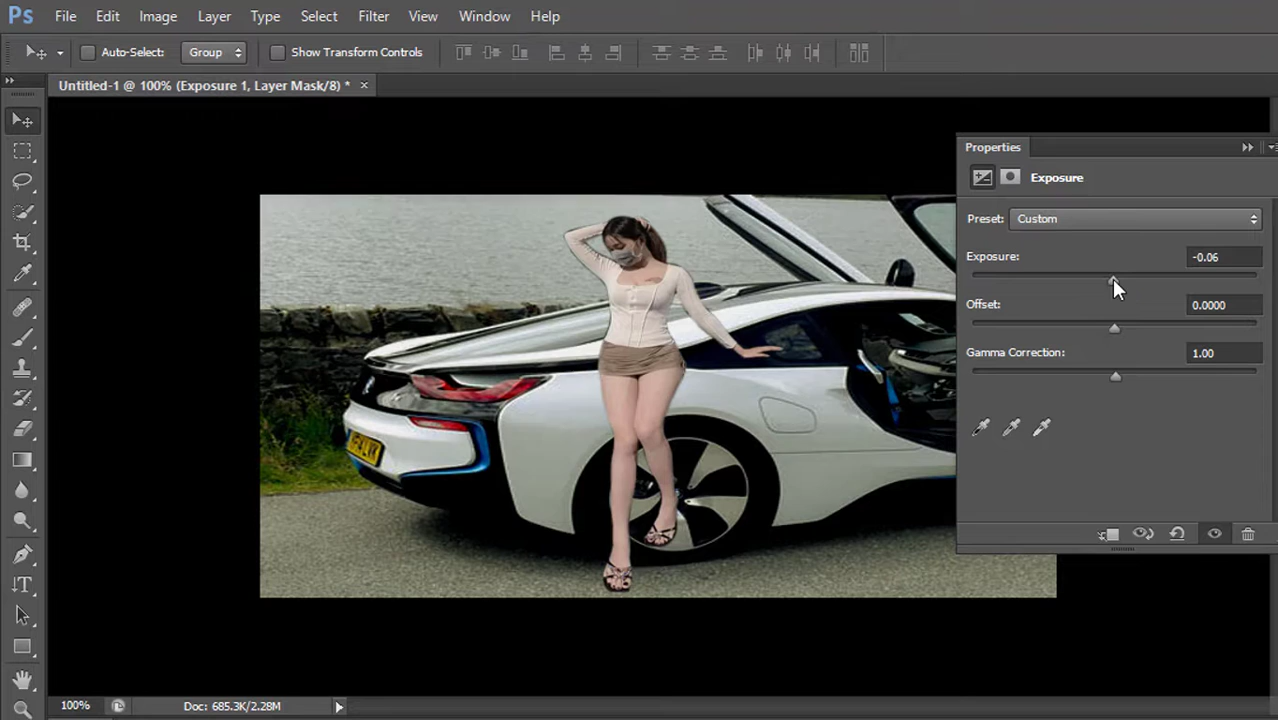 Ps File Edit Image Layer Type Select Filter View Window Help
Auto-Select: Group Show Transform Controls
Untitled-1 @ 100% (Exposure 1, Layer Mask/8) * ×
Properties
Exposure
Preset: Custom
Exposure: -0.06
Offset: 0.0000
Gamma Correction: 1.00
100% Doc: 685.3K/2.28M